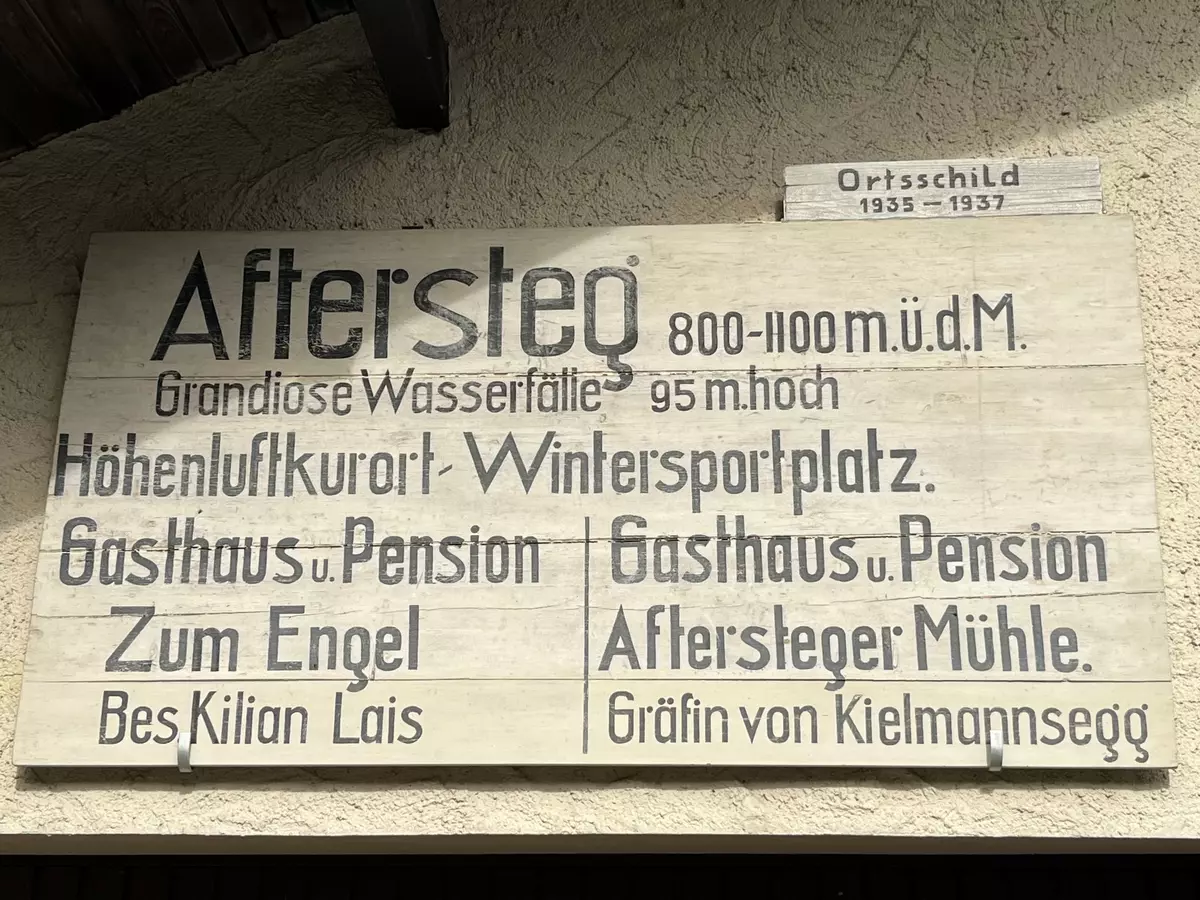 Ortsschild
1935 – 1937
Aftersteg 800-1100 m.ü.d.M.
Grandiose Wasserfälle 95 m.hoch
Höhenluftkurort - Wintersportplatz.
Gasthaus u. Pension
Zum Engel
Bes Kilian Lais
Gasthaus u. Pension
Aftersteger Mühle.
Gräfin von Kielmannsegg